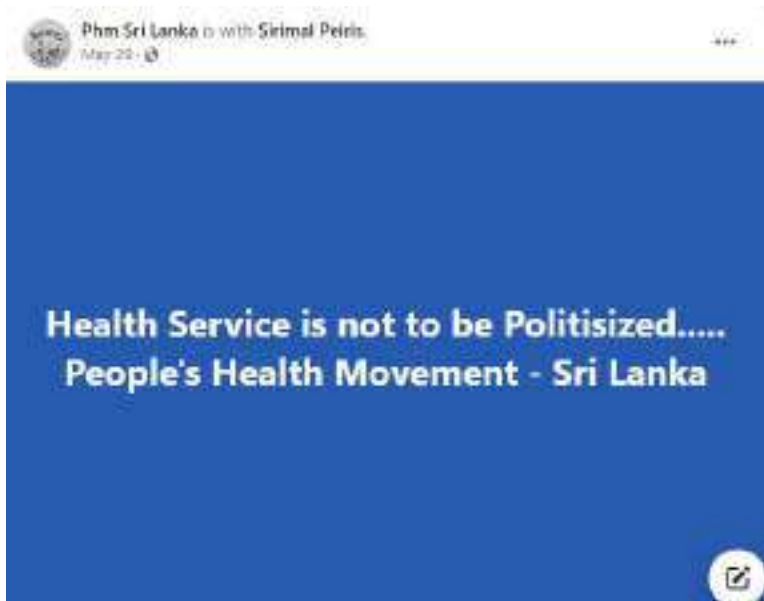 Phm Sri Lanka is with Sirimal Peiris.
May
Health Service is not to be Politisized.....
People's Health Movement - Sri Lanka